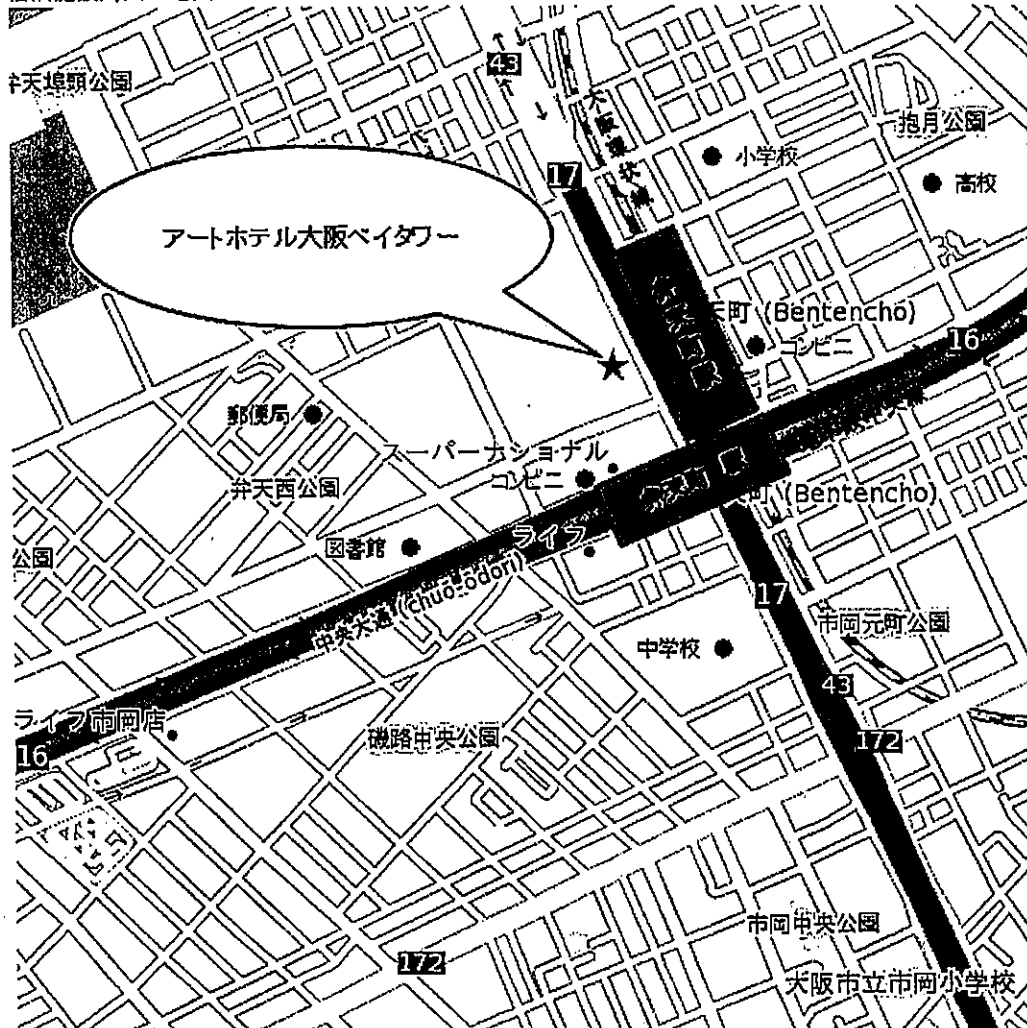 43
弁天埠頭公園
抱月公園
大阪環状線
小学校
17
高校
アートホテル大阪ベイタワー
天町 (Bentencho)
コンビニ
16
郵便局
スーパーナショナル
コンビニ
弁天西公園
町 (Bentencho)
図書館
ライフ
公園
中央大通 (chuo-odori)
17
市岡元町公園
中学校
43
ライフ市岡店
磯路中央公園
172
16
市岡中央公園
172
大阪市立市岡小学校